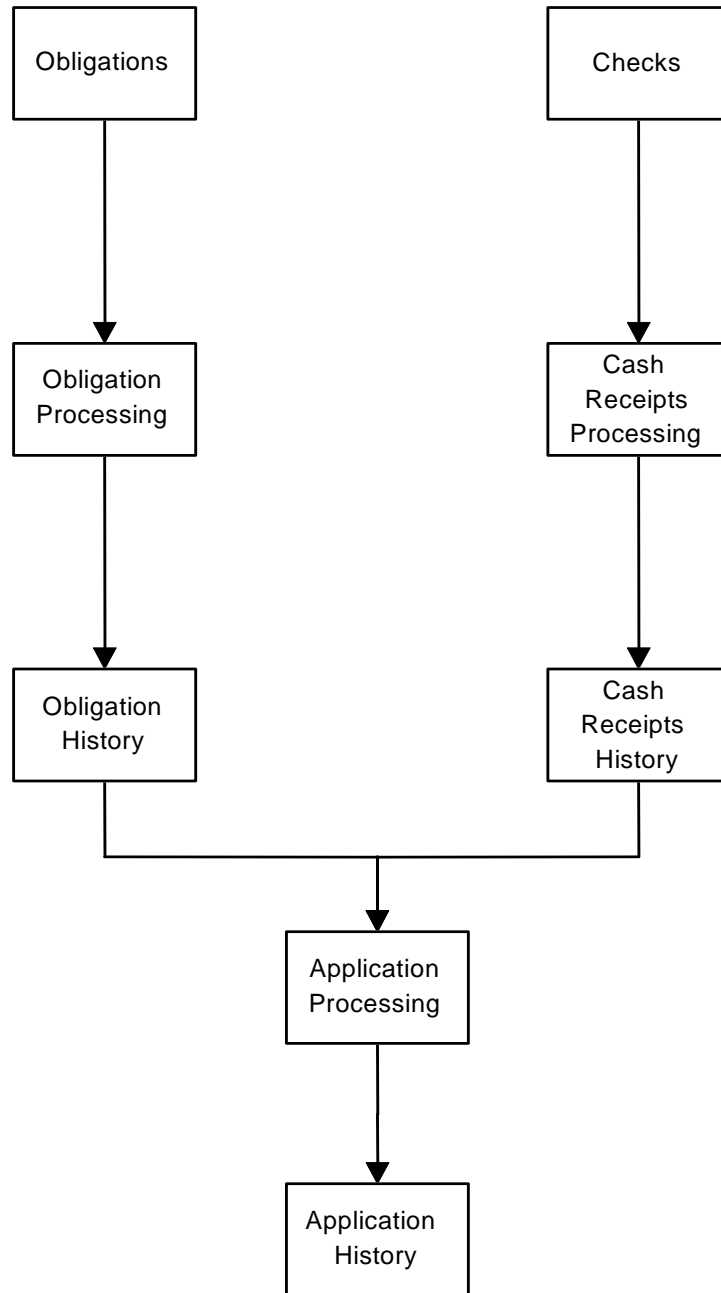 Obligations
Checks
Obligation
Processing
Cash
Receipts
Processing
Obligation
History
Cash
Receipts
History
Application
Processing
Application
History